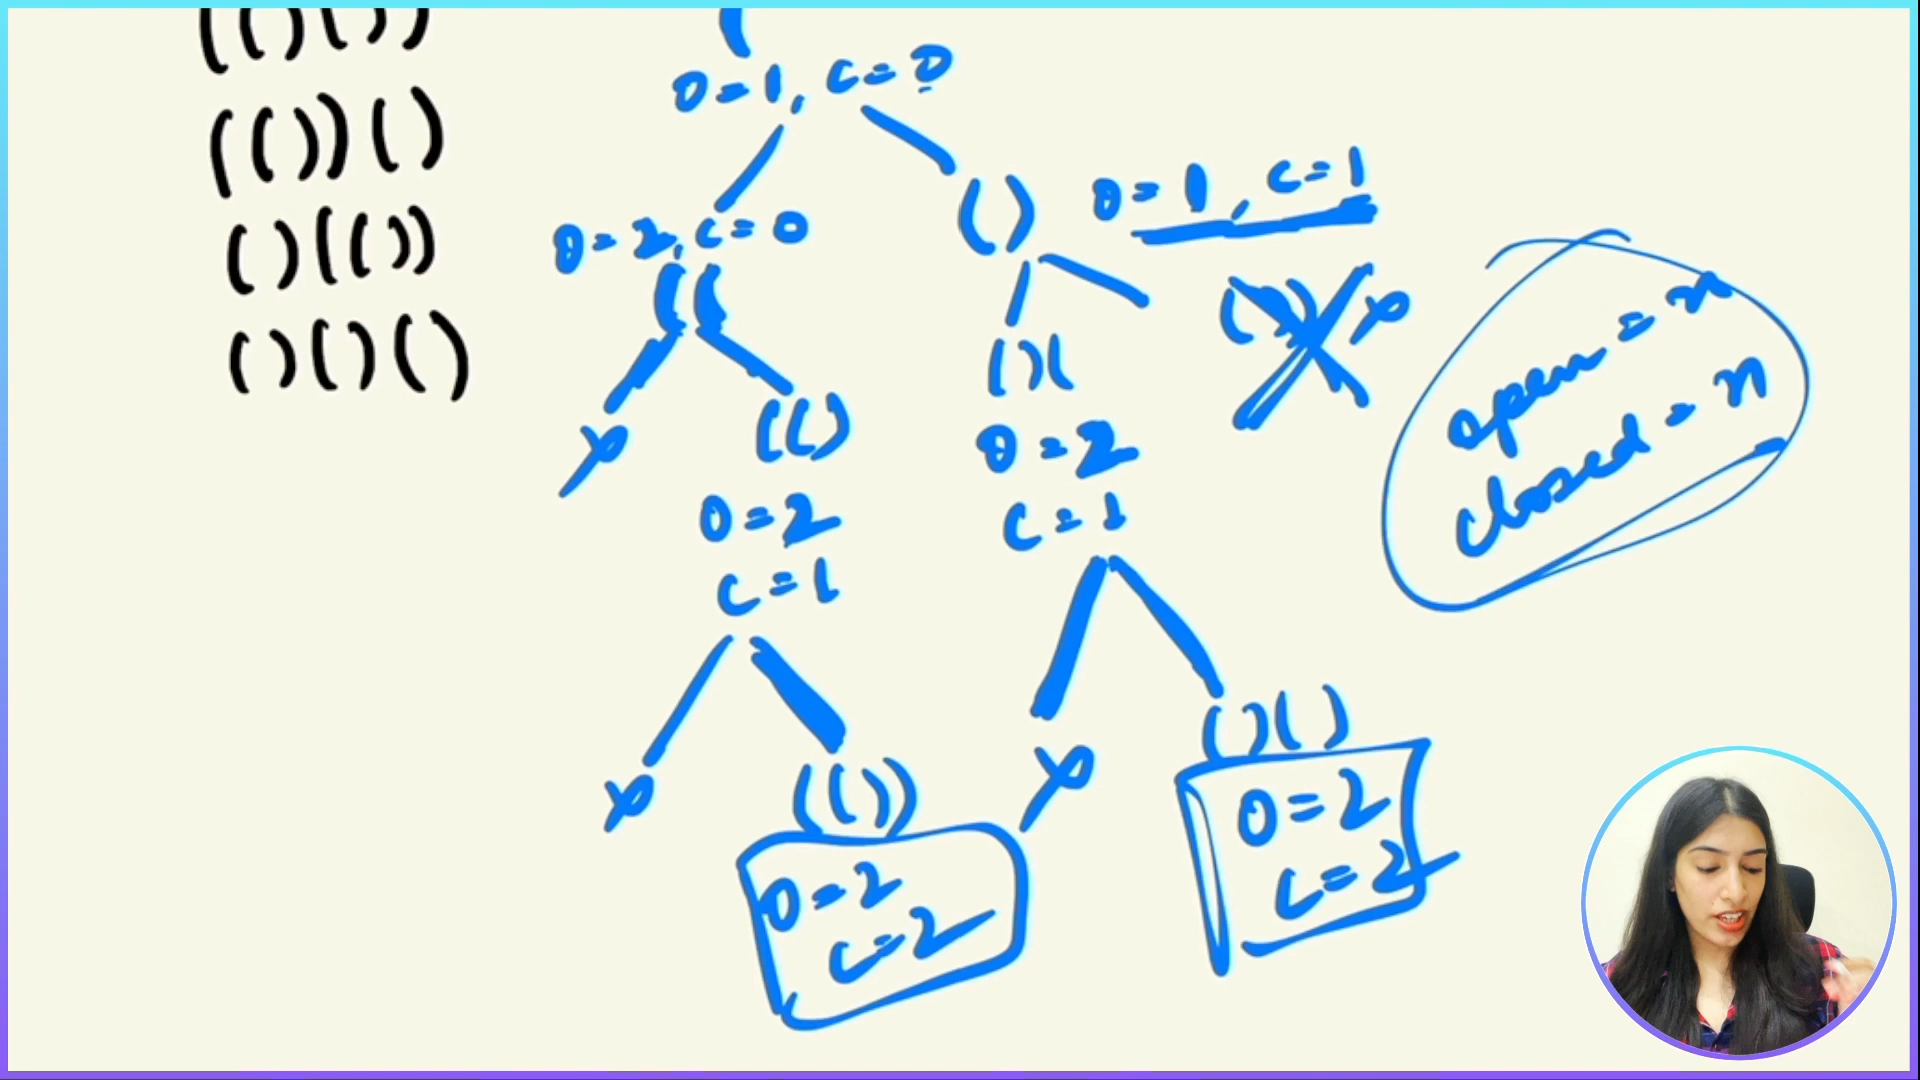 (()())
(())()
()(())
()()()
O=1, C=0
O=2, C=0
((
() O=1, C=1
(()
O=2
C=1
()(
O=2
C=1
(())
O=2
C=2
()()
O=2
C=2
open = n
closed = n